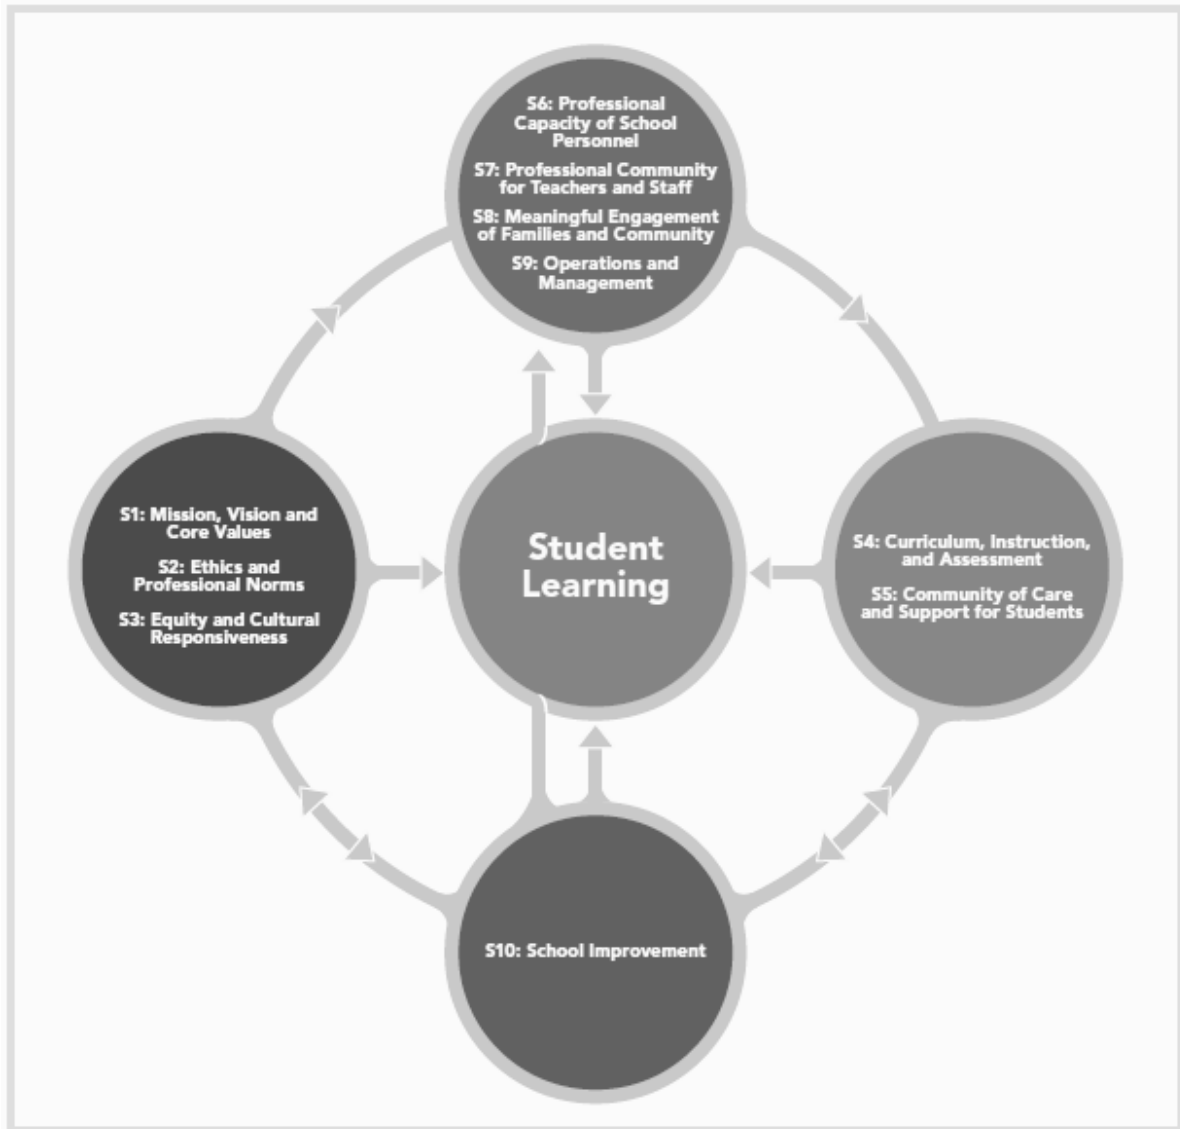 S6: Professional
Capacity of School
Personnel
S7: Professional Community
for Teachers and Staff
S8: Meaningful Engagement
of Families and Community
S9: Operations and
Management
S1: Mission, Vision and
Core Values
S2: Ethics and
Professional Norms
S3: Equity and Cultural
Responsiveness
Student
Learning
S4: Curriculum, Instruction,
and Assessment
S5: Community of Care
and Support for Students
S10: School Improvement